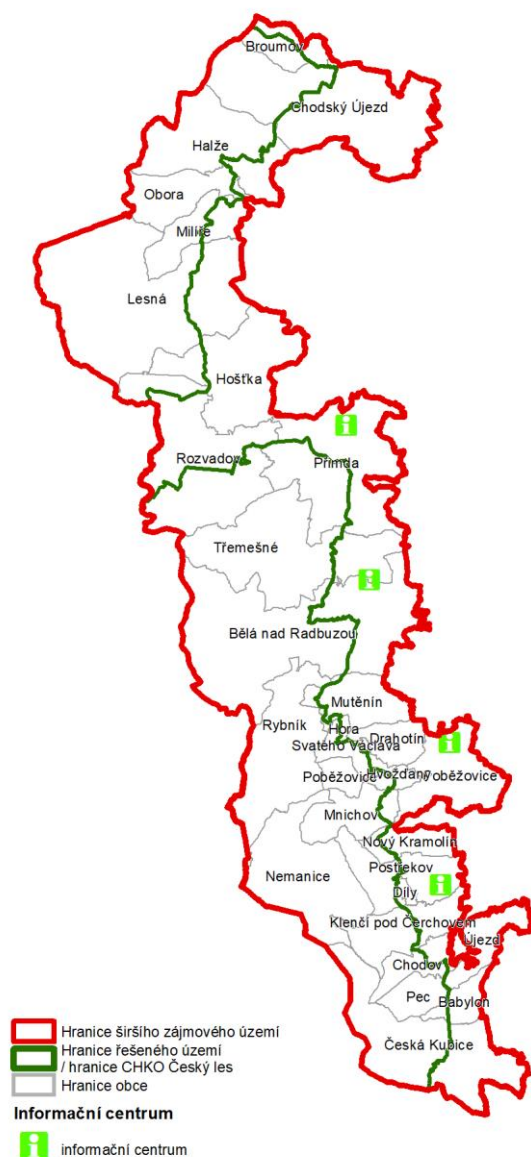 Broumov
Chodský Újezd
Halže
Obora
Milíře
Lesná
Hošťka
Rozvadov
Přimda
Třemešné
Bělá nad Radbuzou
Mutěnín
Rybník
Hora
Svatého Václava
Drahotín
Poběžovice
Hvožďany
Poběžovice
Mnichov
Nový Kramolín
Postřekov
Nemanice
Díly
Klenčí pod Čerchovem
Újezd
Chodov
Pec
Babylon
Česká Kubice
Hranice širšího zájmového území
Hranice řešeného území
/ hranice CHKO Český les
Hranice obce
Informační centrum
informační centrum